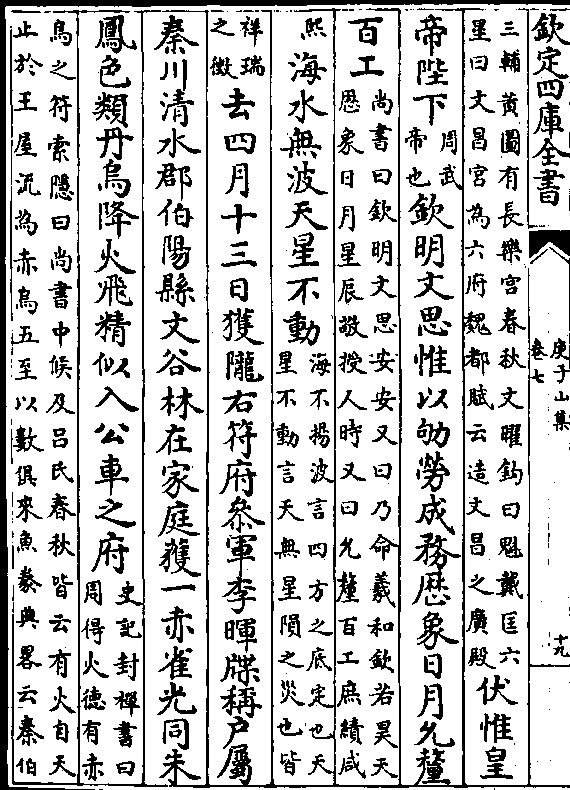 欽定四庫全書
庾子山集
卷七
十九
三輔黃圖有長樂宮春秋文曜鈎曰魁戴匡六
星曰文昌宮為六府魏都賦云造文昌之廣殿
伏惟皇
帝陛下
周武
帝也
欽明文思惟以劬勞成務歴象日月允釐
百工
尚書曰欽明文思安安又曰乃命羲和欽若昊天
厯象日月星辰敬授人時又曰允釐百工庶績咸
熙
海水無波天星不動
海不揚波言四方之底定也天
星不動言天無星隕之災也皆
祥瑞
之徴
去四月十三日獲隴右符府叅軍李暉牒稱戶屬
秦川清水郡伯陽縣文谷林在家庭獲一赤雀光同朱
鳳色類丹烏降火飛精似入公車之府
史記封禪書曰
周得火德有赤
烏之符索隱曰尚書中候及吕氏春秋皆云有火自天
止於王屋流為赤烏五至以穀俱來魚豢典畧云秦伯